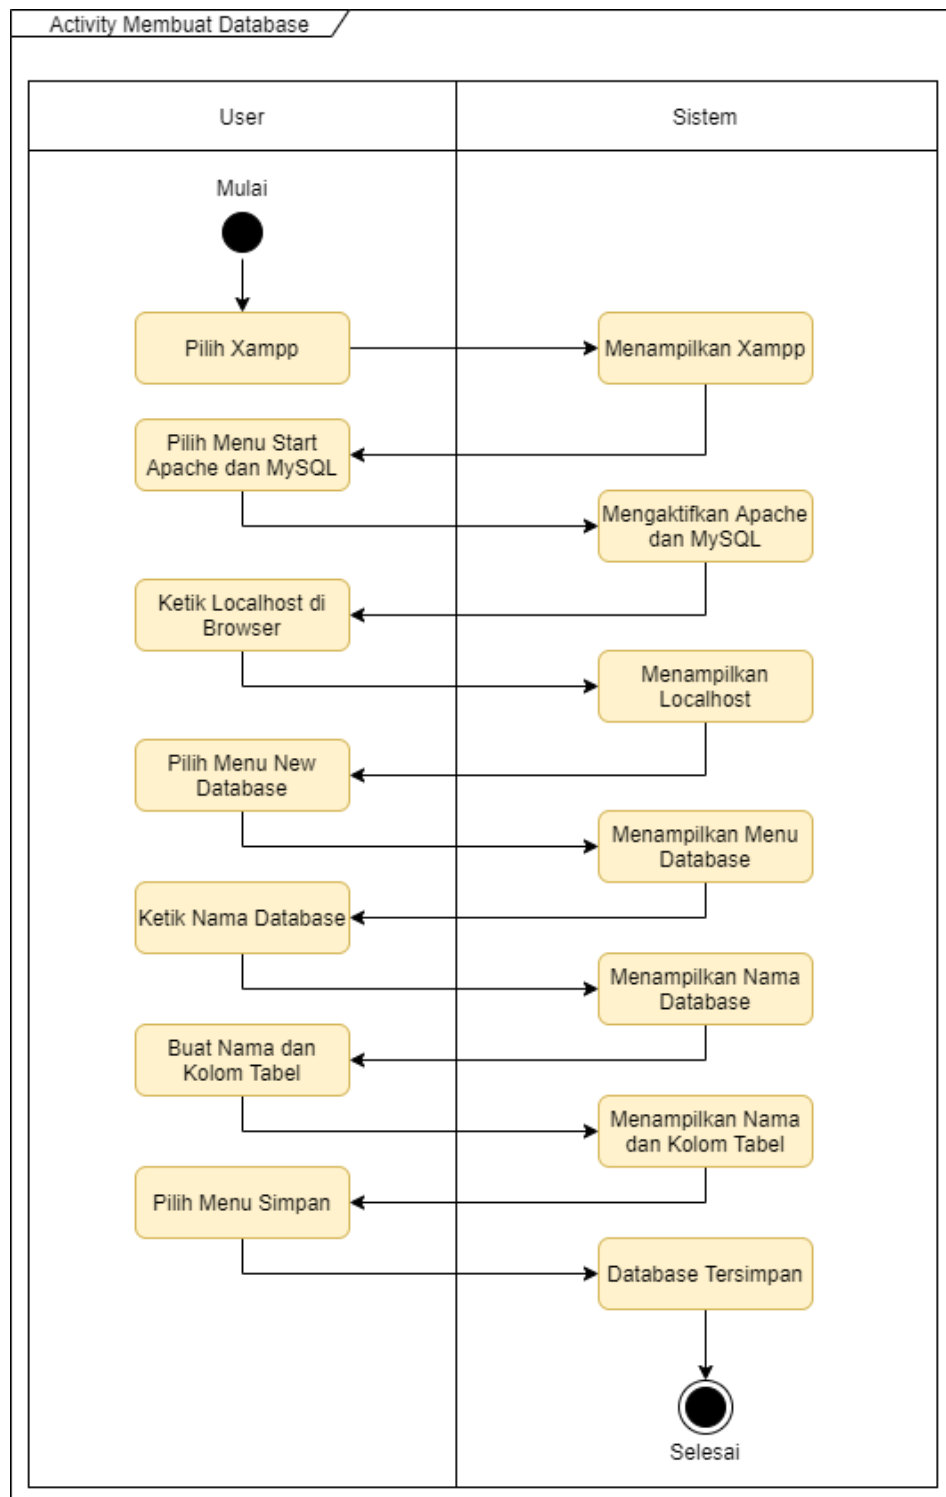 Activity Membuat Database
User
Sistem
Mulai
Pilih Xampp
Menampilkan Xampp
Pilih Menu Start
Apache dan MySQL
Mengaktifkan Apache
dan MySQL
Ketik Localhost di
Browser
Menampilkan
Localhost
Pilih Menu New
Database
Menampilkan Menu
Database
Ketik Nama Database
Menampilkan Nama
Database
Buat Nama dan
Kolom Tabel
Menampilkan Nama
dan Kolom Tabel
Pilih Menu Simpan
Database Tersimpan
Selesai